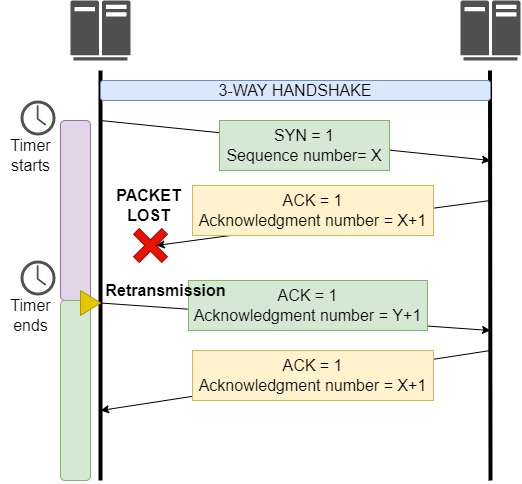 3-WAY HANDSHAKE
Timer
starts
SYN = 1
Sequence number= X
PACKET
LOST
ACK = 1
Acknowledgment number = X+1
Timer
ends
Retransmission
ACK = 1
Acknowledgment number = Y+1
ACK = 1
Acknowledgment number = X+1